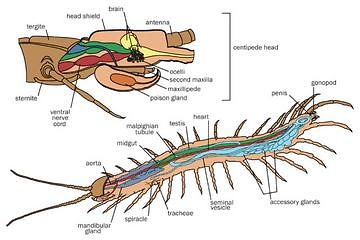 brain
head shield
antenna
tergite
centipede head
ocelli
second maxilla
maxillipede
poison gland
sternite
ventral
nerve
cord
gonopod
penis
heart
testis
malpighian
tubule
midgut
aorta
accessory glands
seminal
vesicle
tracheae
spiracle
mandibular
gland